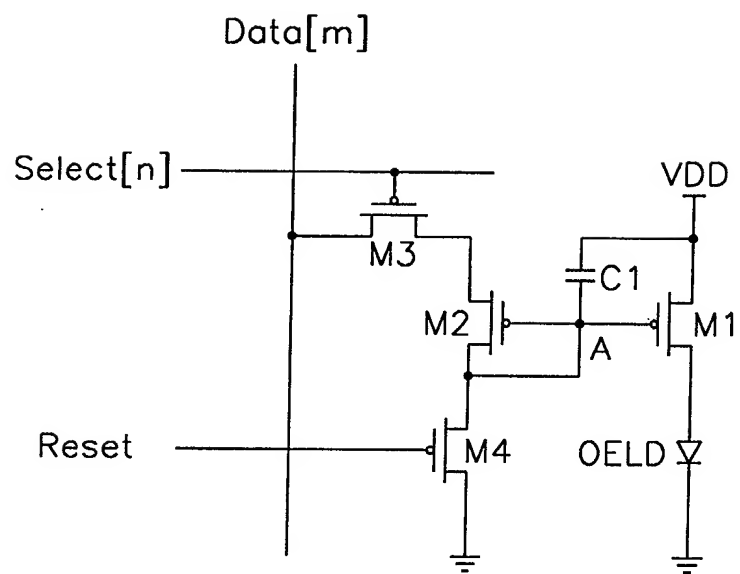 Data[m]
Select[n]
VDD
M3
C1
M2
M1
A
Reset
M4
OELD